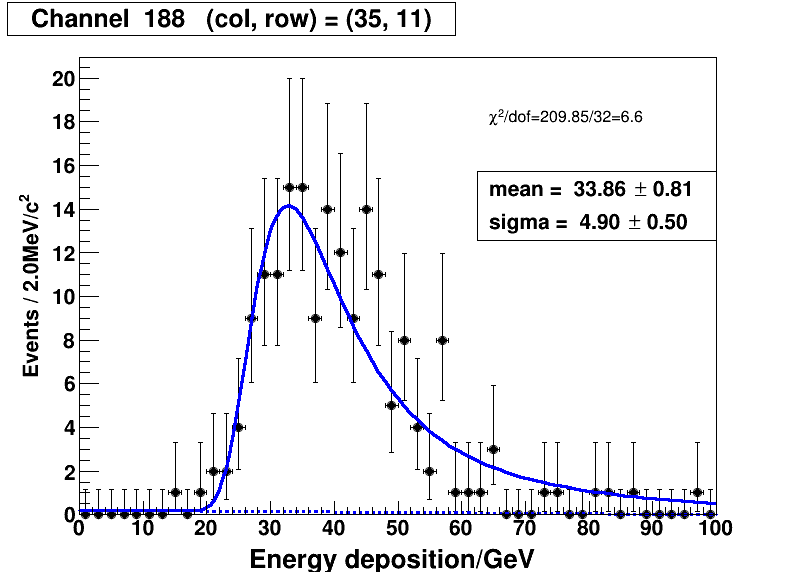 Channel 188 (col, row) = (35, 11)
χ²/dof=209.85/32=6.6
mean = 33.86 ± 0.81
sigma = 4.90 ± 0.50
Events / 2.0MeV/c²
20
18
16
14
12
10
8
6
4
2
0
0 10 20 30 40 50 60 70 80 90 100
Energy deposition/GeV